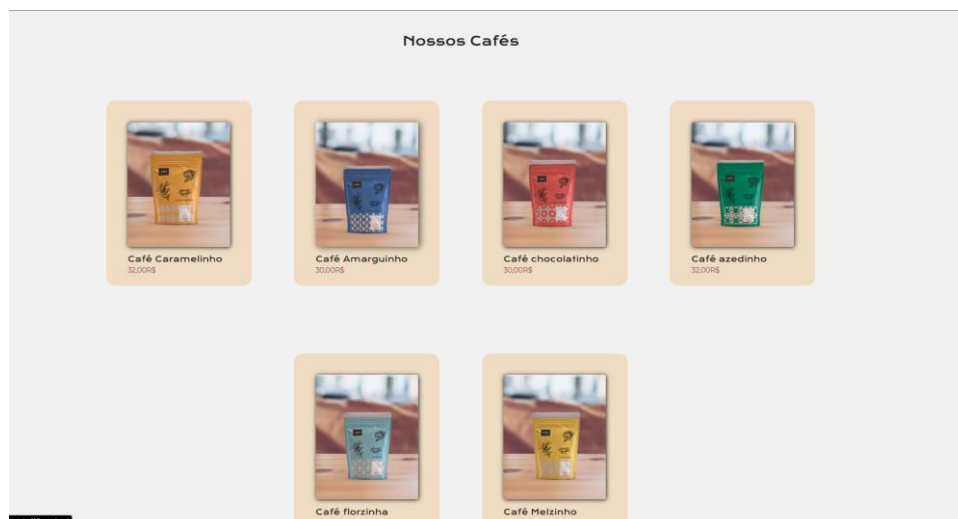 Nossos Cafés
Café Caramelinho
32,00R$
Café Amarguinho
30,00R$
Café chocolatinho
30,00R$
Café azedinho
32,00R$
Café florzinha
Café Melzinho